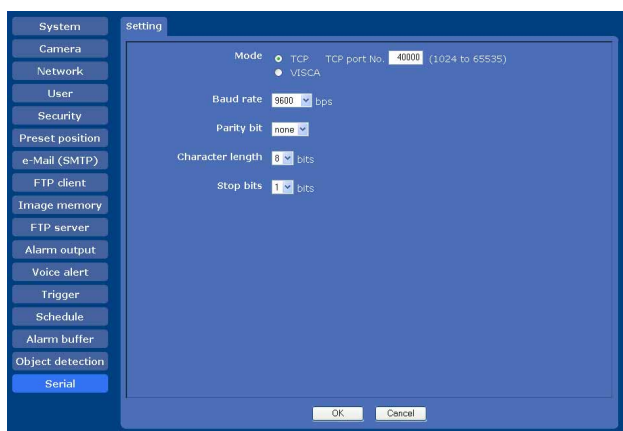 System
Camera
Network
User
Security
Preset position
e-Mail (SMTP)
FTP client
Image memory
FTP server
Alarm output
Voice alert
Trigger
Schedule
Alarm buffer
Object detection
Serial
Setting
Mode TCP TCP port No. 40000 (1024 to 65535)
VISCA
Baud rate 9600 bps
Parity bit none
Character length 8 bits
Stop bits 1 bits
OK Cancel